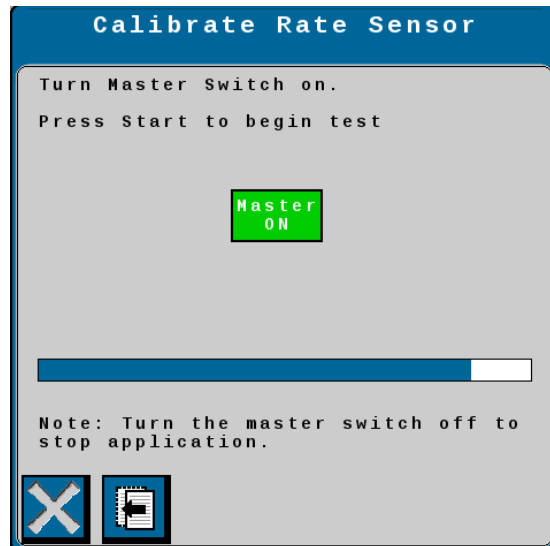 Calibrate Rate Sensor
Turn Master Switch on.
Press Start to begin test
Master
ON
Note: Turn the master switch off to
stop application.